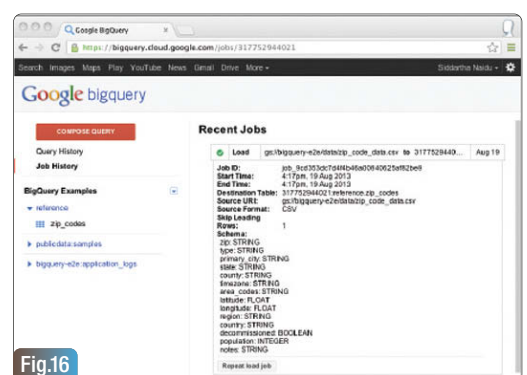 Google BigQuery
https://bigquery.cloud.google.com/jobs/317752944021
Search Images Maps Play YouTube News Gmail Drive More
Siddartha Naidu
Google bigquery
COMPOSE QUERY
Query History
Job History
BigQuery Examples
reference
zip_codes
publicdata:samples
bigquery-e2e:application_logs
Recent Jobs
Load gs://bigquery-e2e/data/zip_code_data.csv to 3177529440... Aug 19
Job ID: job_9cd353dc7d4f4b46a00640625af82be9
Start Time: 4:17pm, 19 Aug 2013
End Time: 4:17pm, 19 Aug 2013
Destination Table: 317752944021:reference.zip_codes
Source URI: gs://bigquery-e2e/data/zip_code_data.csv
Source Format: CSV
Skip Leading
Rows: 1
Schema:
zip: STRING
type: STRING
primary_city: STRING
state: STRING
county: STRING
timezone: STRING
area_codes: STRING
latitude: FLOAT
longitude: FLOAT
region: STRING
country: STRING
decommissioned: BOOLEAN
population: INTEGER
notes: STRING
Repeat load job
Fig.16